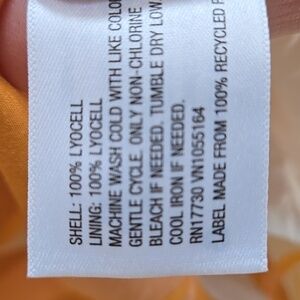 SHELL: 100% LYOCELL
LINING: 100% LYOCELL
MACHINE WASH COLD WITH LIKE
GENTLE CYCLE. ONLY NON-CHLORINE
BLEACH IF NEEDED. TUMBLE DRY LOW.
COOL IRON IF NEEDED.
RN17730 VN1055164
LABEL MADE FROM 100% RECYCLED